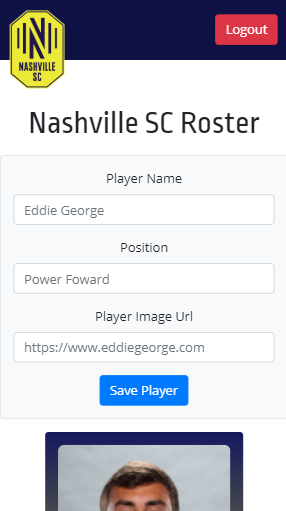 Logout
NASHVILLE
SC
Nashville SC Roster
Player Name
Eddie George
Position
Power Foward
Player Image Url
https://www.eddiegeorge.com
Save Player